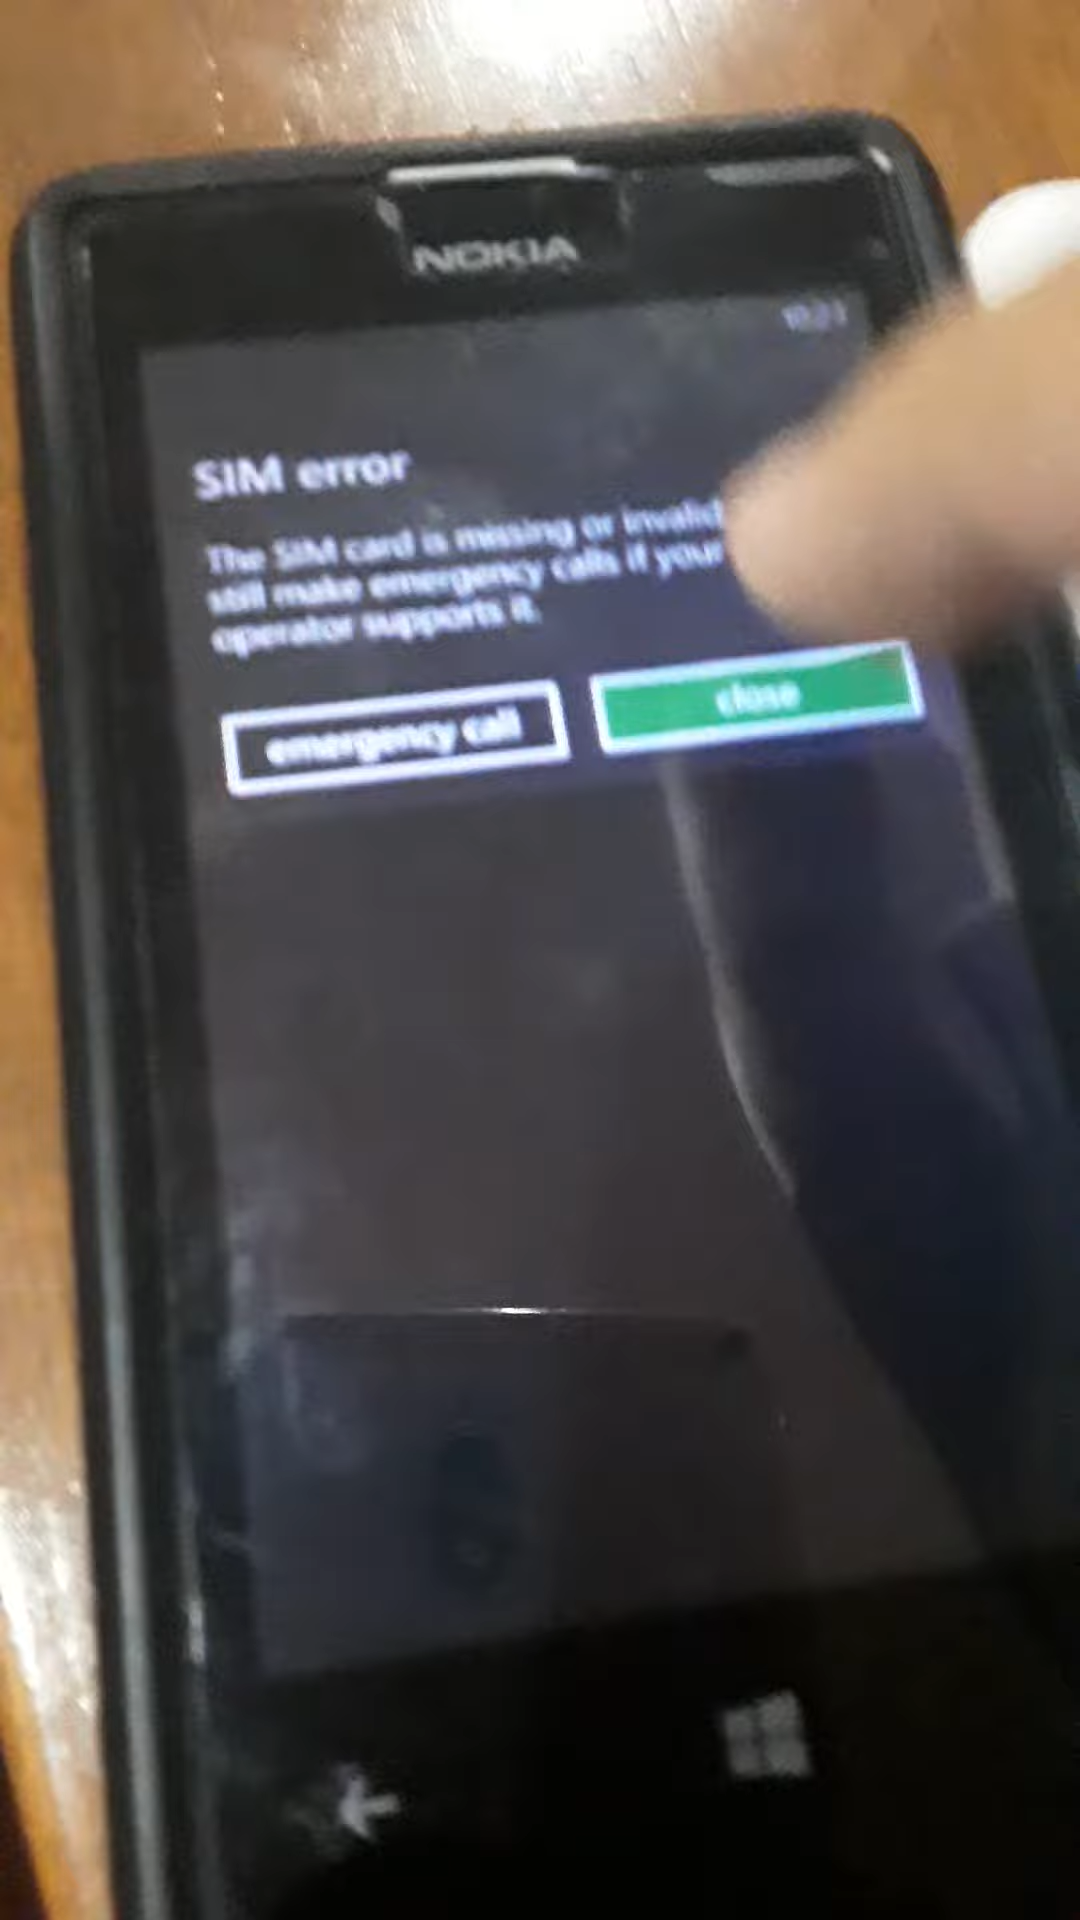 NOKIA
SIM error
The SIM card is missing or invalid
still make emergency calls if your
operator supports it.
emergency call
close